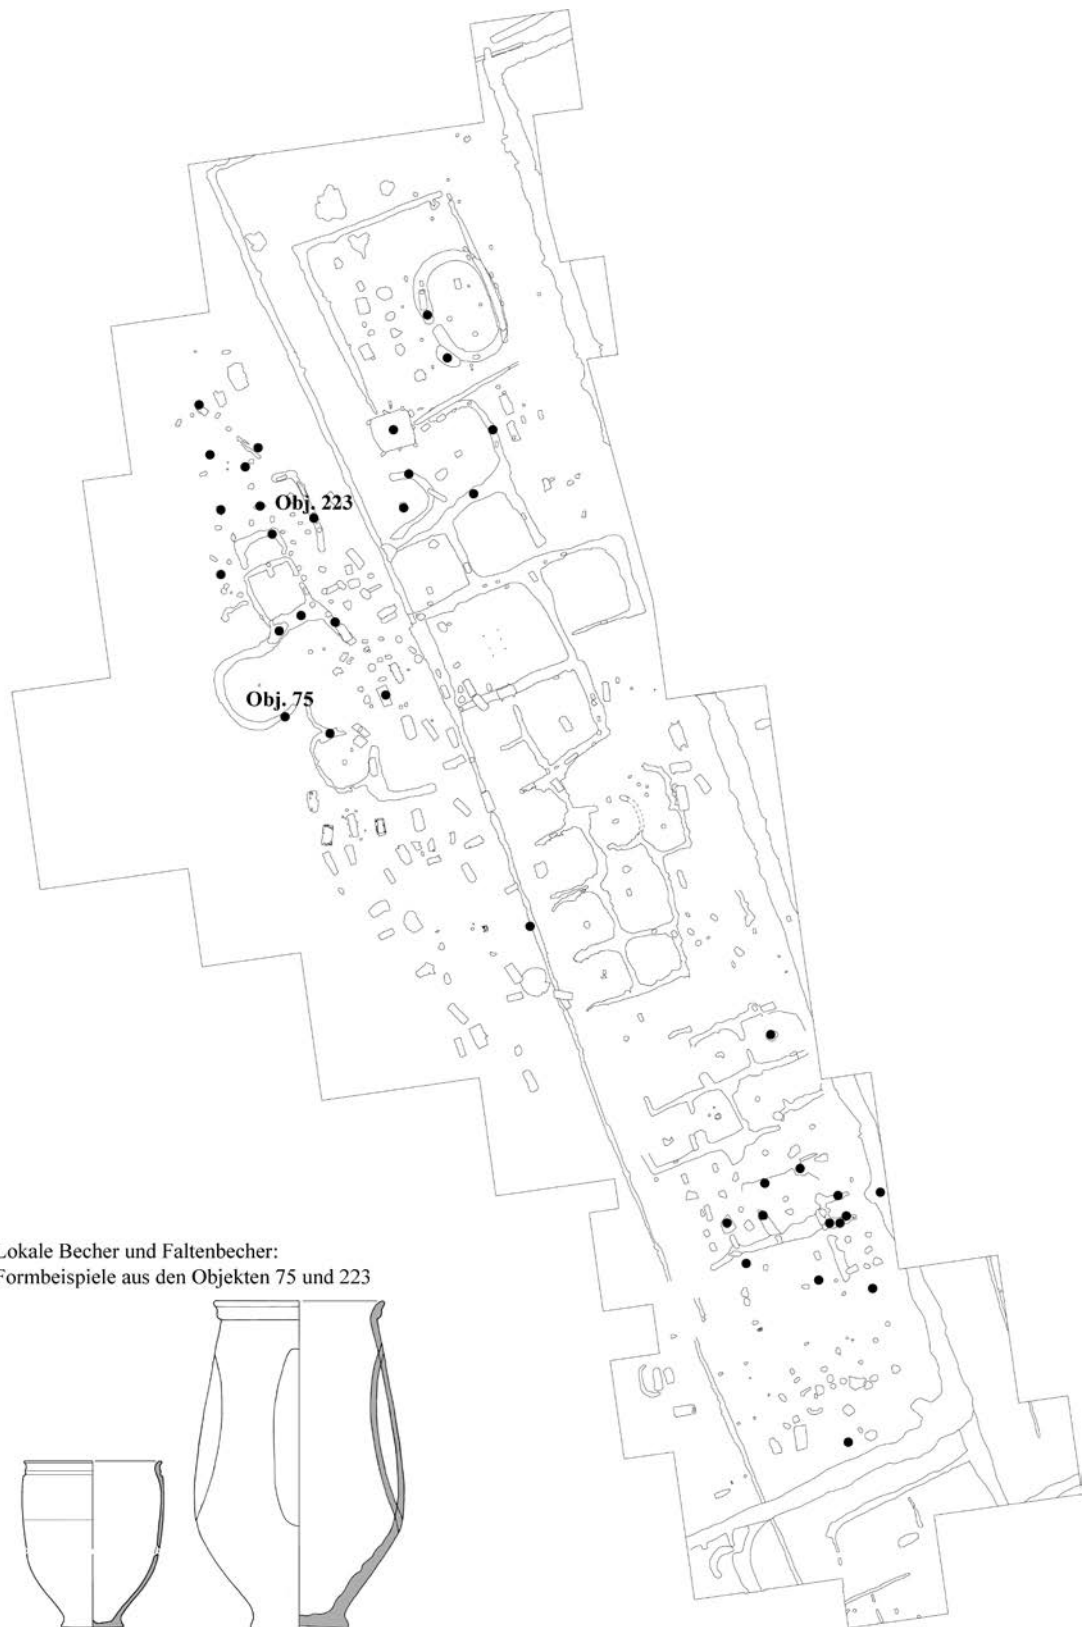 Obj. 223
Obj. 75
Lokale Becher und Faltenbecher:
Formbeispiele aus den Objekten 75 und 223